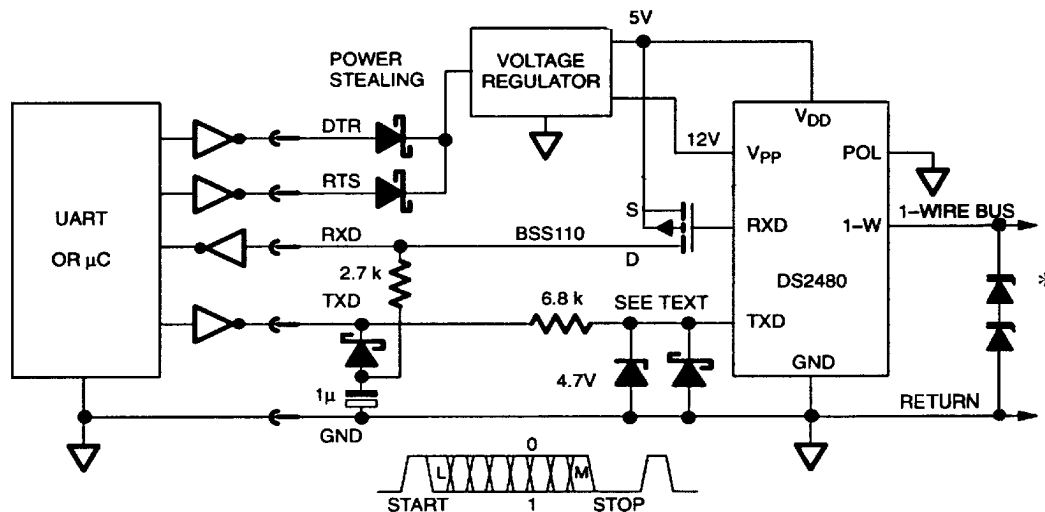 5V
POWER
STEALING
VOLTAGE
REGULATOR
DTR
12V
VDD
VPP
POL
RTS
UART
OR µC
S
1–WIRE BUS
RXD
BSS110
RXD
1–W
D
2.7 k
DS2480
*
TXD
6.8 k
SEE TEXT
TXD
1µ
4.7V
GND
RETURN
GND
0
L
M
START
1
STOP